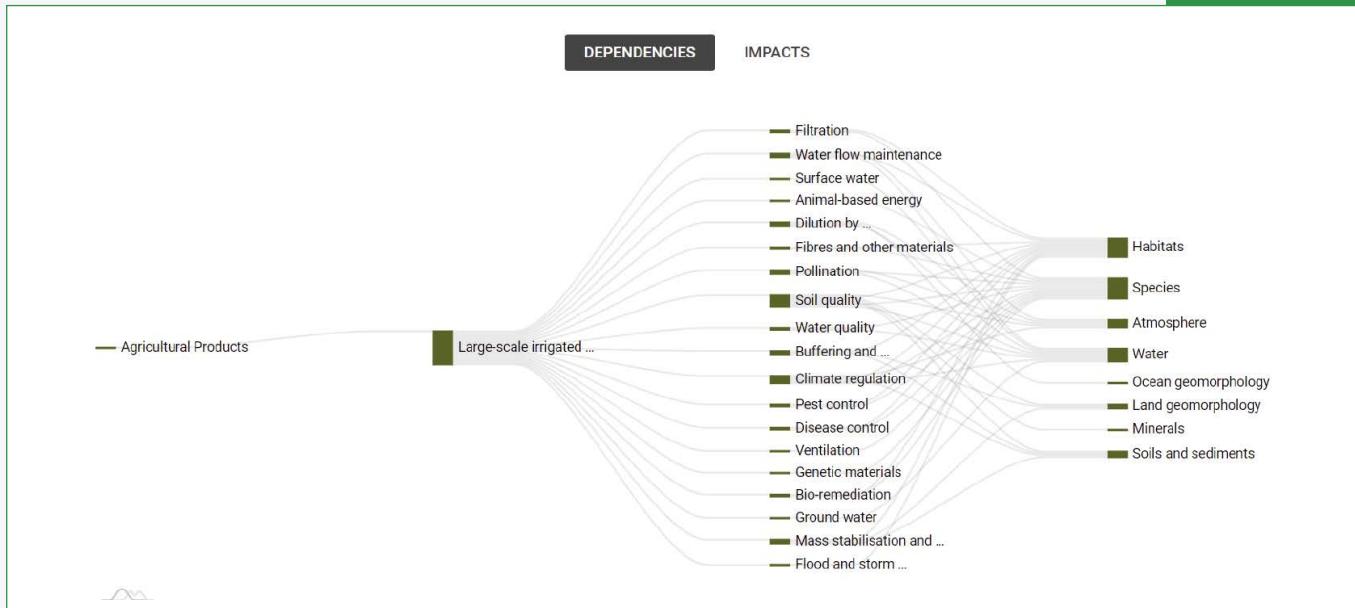 DEPENDENCIES
IMPACTS
Agricultural Products
Large-scale irrigated ...
Filtration
Water flow maintenance
Surface water
Animal-based energy
Dilution by ...
Fibres and other materials
Pollination
Soil quality
Water quality
Buffering and ...
Climate regulation
Pest control
Disease control
Ventilation
Genetic materials
Bio-remediation
Ground water
Mass stabilisation and ...
Flood and storm ...
Habitats
Species
Atmosphere
Water
Ocean geomorphology
Land geomorphology
Minerals
Soils and sediments